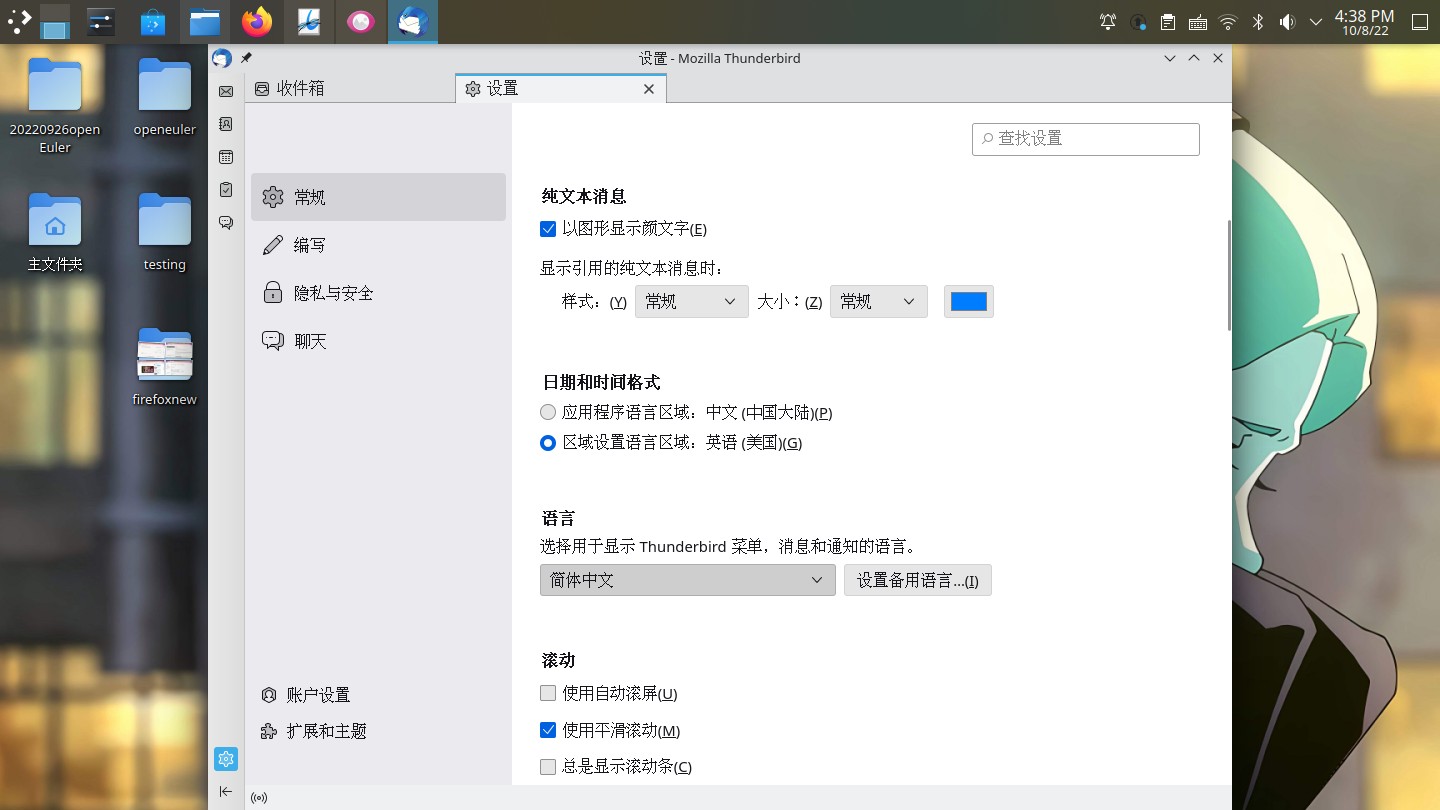 4:38 PM
10/8/22
20220926open
Euler
openeuler
主文件夹
testing
firefoxnew
设置 - Mozilla Thunderbird
收件箱
设置
查找设置
常规
编写
隐私与安全
聊天
账户设置
扩展和主题
纯文本消息
以图形显示颜文字(E)
显示引用的纯文本消息时：
样式：(Y) 常规 大小：(Z) 常规
日期和时间格式
应用程序语言区域：中文 (中国大陆)(P)
区域设置语言区域：英语 (美国)(G)
语言
选择用于显示 Thunderbird 菜单，消息和通知的语言。
简体中文 设置备用语言...(I)
滚动
使用自动滚屏(U)
使用平滑滚动(M)
总是显示滚动条(C)